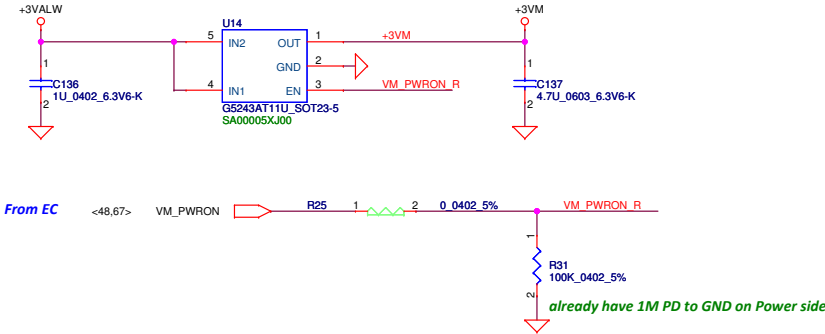 +3VALW
+3VM
U14
5 IN2 OUT 1 +3VM
GND 2
4 IN1 EN 3 VM_PWRON_R
G5243AT11U_SOT23-5
SA00005XJ00
1
C136
1U_0402_6.3V6-K
2
1
C137
4.7U_0603_6.3V6-K
2
From EC <48,67> VM_PWRON R25 1 2 0_0402_5% VM_PWRON_R
1
R31
100K_0402_5%
2
already have 1M PD to GND on Power side